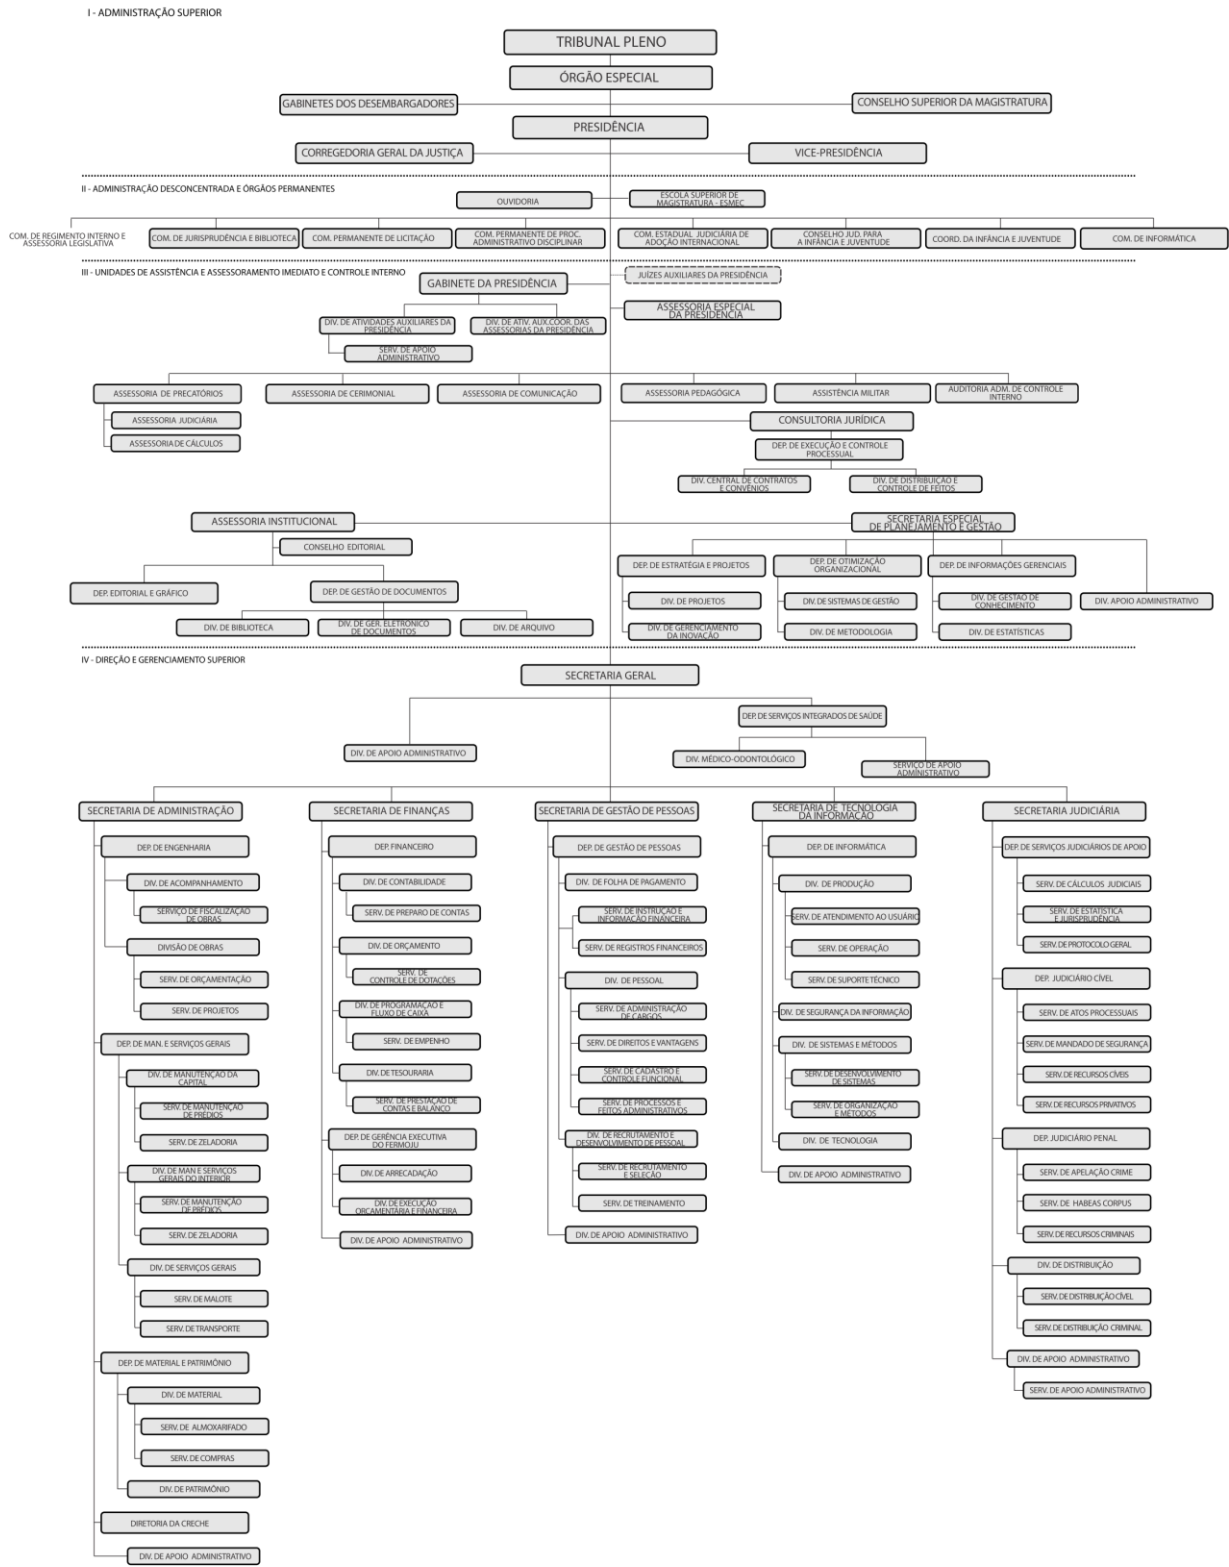 I - ADMINISTRAÇÃO SUPERIOR
TRIBUNAL PLENO
ÓRGÃO ESPECIAL
GABINETES DOS DESEMBARGADORES
CONSELHO SUPERIOR DA MAGISTRATURA
PRESIDÊNCIA
CORREGEDORIA GERAL DA JUSTIÇA
VICE-PRESIDÊNCIA
II - ADMINISTRAÇÃO DESCONCENTRADA E ÓRGÃOS PERMANENTES
OUVIDORIA
ESCOLA SUPERIOR DE
MAGISTRATURA - ESMEC
COM. DE REGIMENTO INTERNO E
ASSESSORIA LEGISLATIVA
COM. DE JURISPRUDÊNCIA E BIBLIOTECA
COM. PERMANENTE DE LICITAÇÃO
COM. PERMANENTE DE PROC.
ADMINISTRATIVO DISCIPLINAR
COM. ESTADUAL JUDICIÁRIA DE
ADOÇÃO INTERNACIONAL
CONSELHO JUD. PARA
A INFÂNCIA E JUVENTUDE
COORD. DA INFÂNCIA E JUVENTUDE
COM. DE INFORMÁTICA
III - UNIDADES DE ASSISTÊNCIA E ASSESSORAMENTO IMEDIATO E CONTROLE INTERNO
JUÍZES AUXILIARES DA PRESIDÊNCIA
GABINETE DA PRESIDÊNCIA
ASSESSORIA ESPECIAL
DA PRESIDÊNCIA
DIV. DE ATIVIDADES AUXILIARES DA
PRESIDÊNCIA
DIV. DE ATIV. AUX.COOR. DAS
ASSESSORIAS DA PRESIDÊNCIA
SERV. DE APOIO
ADMINISTRATIVO
ASSESSORIA DE PRECATÓRIOS
ASSESSORIA DE CERIMONIAL
ASSESSORIA DE COMUNICAÇÃO
ASSESSORIA PEDAGÓGICA
ASSISTÊNCIA MILITAR
AUDITORIA ADM. DE CONTROLE
INTERNO
ASSESSORIA JUDICIÁRIA
ASSESSORIA DE CÁLCULOS
CONSULTORIA JURÍDICA
DEP. DE EXECUÇÃO E CONTROLE
PROCESSUAL
DIV. CENTRAL DE CONTRATOS
E CONVÊNIOS
DIV. DE DISTRIBUIÇÃO E
CONTROLE DE FEITOS
ASSESSORIA INSTITUCIONAL
SECRETARIA ESPECIAL
DE PLANEJAMENTO E GESTÃO
CONSELHO EDITORIAL
DEP. EDITORIAL E GRÁFICO
DEP. DE GESTÃO DE DOCUMENTOS
DIV. DE BIBLIOTECA
DIV. DE GER. ELETRÔNICO
DE DOCUMENTOS
DIV. DE ARQUIVO
DEP. DE ESTRATÉGIA E PROJETOS
DEP. DE OTIMIZAÇÃO
ORGANIZACIONAL
DEP. DE INFORMAÇÕES GERENCIAIS
DIV. APOIO ADMINISTRATIVO
DIV. DE PROJETOS
DIV. DE SISTEMAS DE GESTÃO
DIV. DE GESTÃO DE
CONHECIMENTO
DIV. DE GERENCIAMENTO
DA INOVAÇÃO
DIV. DE METODOLOGIA
DIV. DE ESTATÍSTICAS
IV - DIREÇÃO E GERENCIAMENTO SUPERIOR
SECRETARIA GERAL
DIV. DE APOIO ADMINISTRATIVO
DEP. DE SERVIÇOS INTEGRADOS DE SAÚDE
DIV. MÉDICO-ODONTOLÓGICO
SERVIÇO DE APOIO
ADMINISTRATIVO
SECRETARIA DE ADMINISTRAÇÃO
DEP. DE ENGENHARIA
DIV. DE ACOMPANHAMENTO
SERVIÇO DE FISCALIZAÇÃO
DE OBRAS
DIVISÃO DE OBRAS
SERV. DE ORÇAMENTAÇÃO
SERV. DE PROJETOS
DEP. DE MAN. E SERVIÇOS GERAIS
DIV. DE MANUTENÇÃO DA
CAPITAL
SERV. DE MANUTENÇÃO
DE PRÉDIOS
SERV. DE ZELADORIA
DIV. DE MAN E SERVIÇOS
GERAIS DO INTERIOR
SERV. DE MANUTENÇÃO
DE PRÉDIOS
SERV. DE ZELADORIA
DIV. DE SERVIÇOS GERAIS
SERV. DE MALOTE
SERV. DE TRANSPORTE
DEP. DE MATERIAL E PATRIMÔNIO
DIV. DE MATERIAL
SERV. DE ALMOXARIFADO
SERV. DE COMPRAS
DIV. DE PATRIMÔNIO
DIRETORIA DA CRECHE
DIV. DE APOIO ADMINISTRATIVO
SECRETARIA DE FINANÇAS
DEP. FINANCEIRO
DIV. DE CONTABILIDADE
SERV. DE PREPARO DE CONTAS
DIV. DE ORÇAMENTO
SERV. DE
CONTROLE DE DOTAÇÕES
DIV. DE PROGRAMAÇÃO E
FLUXO DE CAIXA
SERV. DE EMPENHO
DIV. DE TESOURARIA
SERV. DE PRESTAÇÃO DE
CONTAS E BALANÇO
DEP. DE GERÊNCIA EXECUTIVA
DO FERMOJU
DIV. DE ARRECADAÇÃO
DIV. DE EXECUÇÃO
ORÇAMENTÁRIA E FINANCEIRA
DIV. DE APOIO ADMINISTRATIVO
SECRETARIA DE GESTÃO DE PESSOAS
DEP. DE GESTÃO DE PESSOAS
DIV. DE FOLHA DE PAGAMENTO
SERV. DE INSTRUÇÃO E
INFORMAÇÃO FINANCEIRA
SERV. DE REGISTROS FINANCEIROS
DIV. DE PESSOAL
SERV. DE ADMINISTRAÇÃO
DE CARGOS
SERV. DE DIREITOS E VANTAGENS
SERV. DE CADASTRO E
CONTROLE FUNCIONAL
SERV. DE PROCESSOS E
FEITOS ADMINISTRATIVOS
DIV. DE RECRUTAMENTO E
DESENVOLVIMENTO DE PESSOAL
SERV. DE RECRUTAMENTO
E SELEÇÃO
SERV. DE TREINAMENTO
DIV. DE APOIO ADMINISTRATIVO
SECRETARIA DE TECNOLOGIA
DA INFORMAÇÃO
DEP. DE INFORMÁTICA
DIV. DE PRODUÇÃO
SERV. DE ATENDIMENTO AO USUÁRIO
SERV. DE OPERAÇÃO
SERV. DE SUPORTE TÉCNICO
DIV. DE SEGURANÇA DA INFORMAÇÃO
DIV. DE SISTEMAS E MÉTODOS
SERV. DE DESENVOLVIMENTO
DE SISTEMAS
SERV. DE ORGANIZAÇÃO
E MÉTODOS
DIV. DE TECNOLOGIA
DIV. DE APOIO ADMINISTRATIVO
SECRETARIA JUDICIÁRIA
DEP. DE SERVIÇOS JUDICIÁRIOS DE APOIO
SERV. DE CÁLCULOS JUDICIAIS
SERV. DE ESTATÍSTICA
E JURISPRUDÊNCIA
SERV. DE PROTOCOLO GERAL
DEP. JUDICIÁRIO CÍVEL
SERV. DE ATOS PROCESSUAIS
SERV. DE MANDADO DE SEGURANÇA
SERV. DE RECURSOS CÍVEIS
SERV. DE RECURSOS PRIVATIVOS
DEP. JUDICIÁRIO PENAL
SERV. DE APELAÇÃO CRIME
SERV. DE HABEAS CORPUS
SERV. DE RECURSOS CRIMINAIS
DIV. DE DISTRIBUIÇÃO
SERV. DE DISTRIBUIÇÃO CÍVEL
SERV. DE DISTRIBUIÇÃO CRIMINAL
DIV. DE APOIO ADMINISTRATIVO
SERV. DE APOIO ADMINISTRATIVO